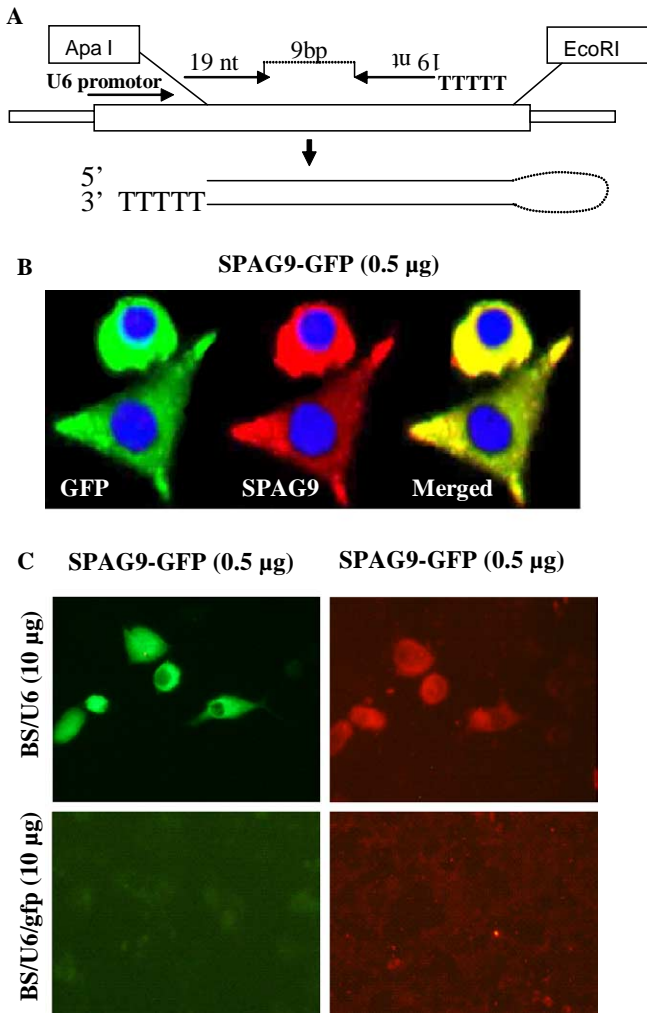 A
Apa I
EcoRI
U6 promotor
19 nt
9bp
19 nt
TTTTT
5’
3’ TTTTT
B
SPAG9-GFP (0.5 µg)
GFP
SPAG9
Merged
C
SPAG9-GFP (0.5 µg)
SPAG9-GFP (0.5 µg)
BS/U6 (10 µg)
BS/U6/gfp (10 µg)